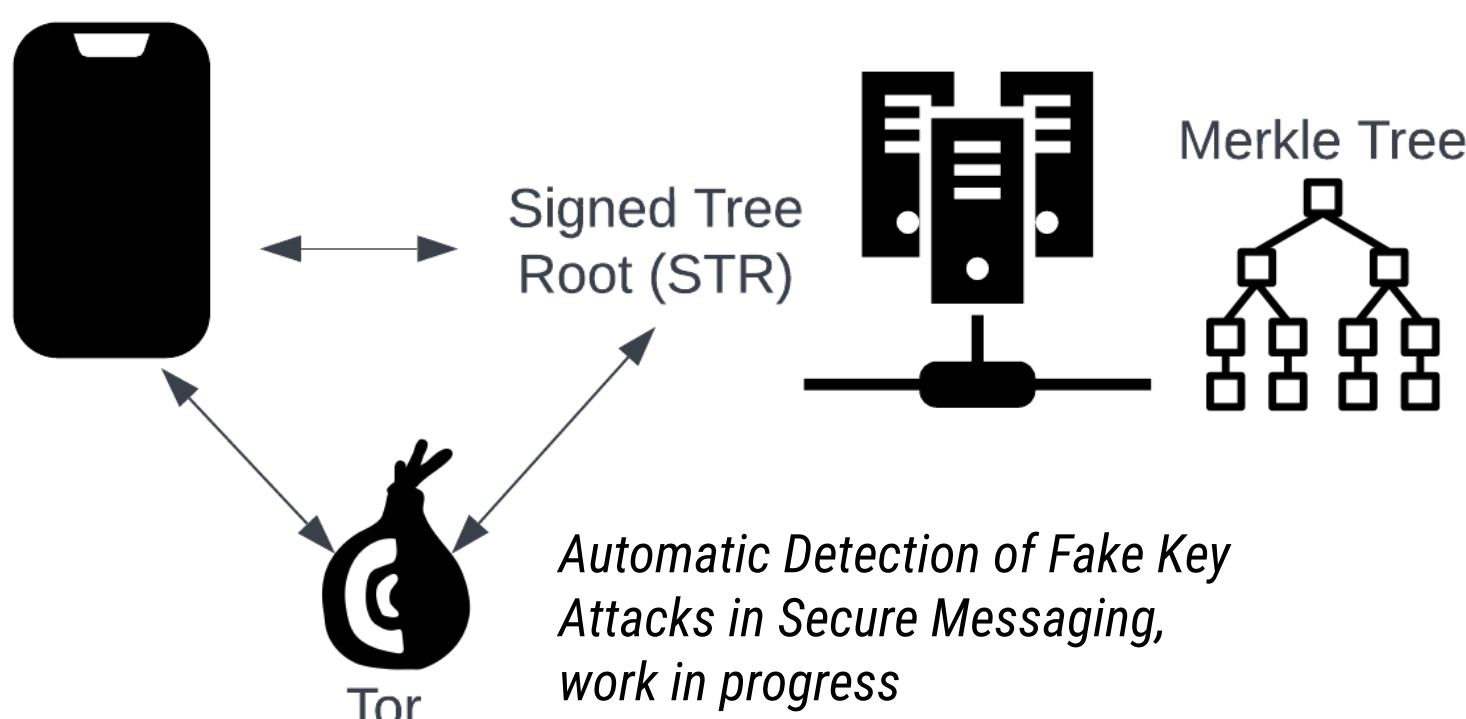 Merkle Tree
Signed Tree
Root (STR)
Automatic Detection of Fake Key
Attacks in Secure Messaging,
work in progress
Tor